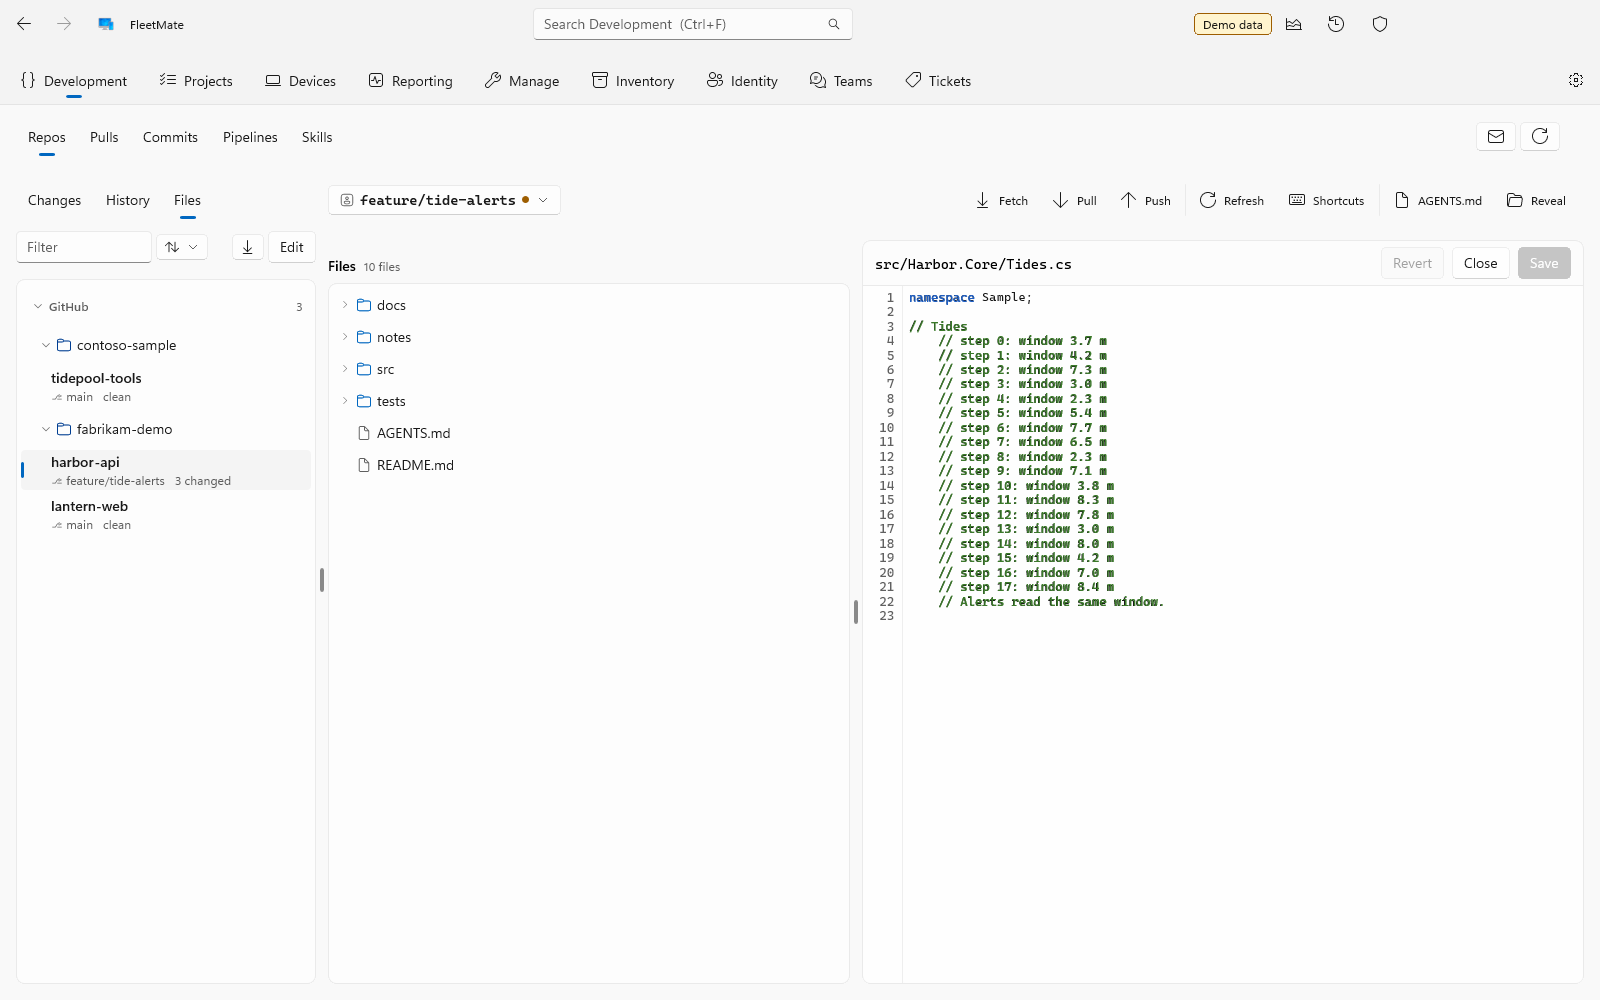 FleetMate
Search Development (Ctrl+F)
Demo data
Development
Projects
Devices
Reporting
Manage
Inventory
Identity
Teams
Tickets
Repos
Pulls
Commits
Pipelines
Skills
Changes
History
Files
feature/tide-alerts
Fetch
Pull
Push
Refresh
Shortcuts
AGENTS.md
Reveal
Filter
Edit
GitHub 3
contoso-sample
tidepool-tools
main clean
fabrikam-demo
harbor-api
feature/tide-alerts 3 changed
lantern-web
main clean
Files 10 files
docs
notes
src
tests
AGENTS.md
README.md
src/Harbor.Core/Tides.cs
Revert
Close
Save
1 namespace Sample;
2
3 // Tides
4 // step 0: window 3.7 m
5 // step 1: window 4.2 m
6 // step 2: window 7.3 m
7 // step 3: window 3.0 m
8 // step 4: window 2.3 m
9 // step 5: window 5.4 m
10 // step 6: window 7.7 m
11 // step 7: window 6.5 m
12 // step 8: window 2.3 m
13 // step 9: window 7.1 m
14 // step 10: window 3.8 m
15 // step 11: window 8.3 m
16 // step 12: window 7.8 m
17 // step 13: window 3.0 m
18 // step 14: window 8.0 m
19 // step 15: window 4.2 m
20 // step 16: window 7.0 m
21 // step 17: window 8.4 m
22 // Alerts read the same window.
23